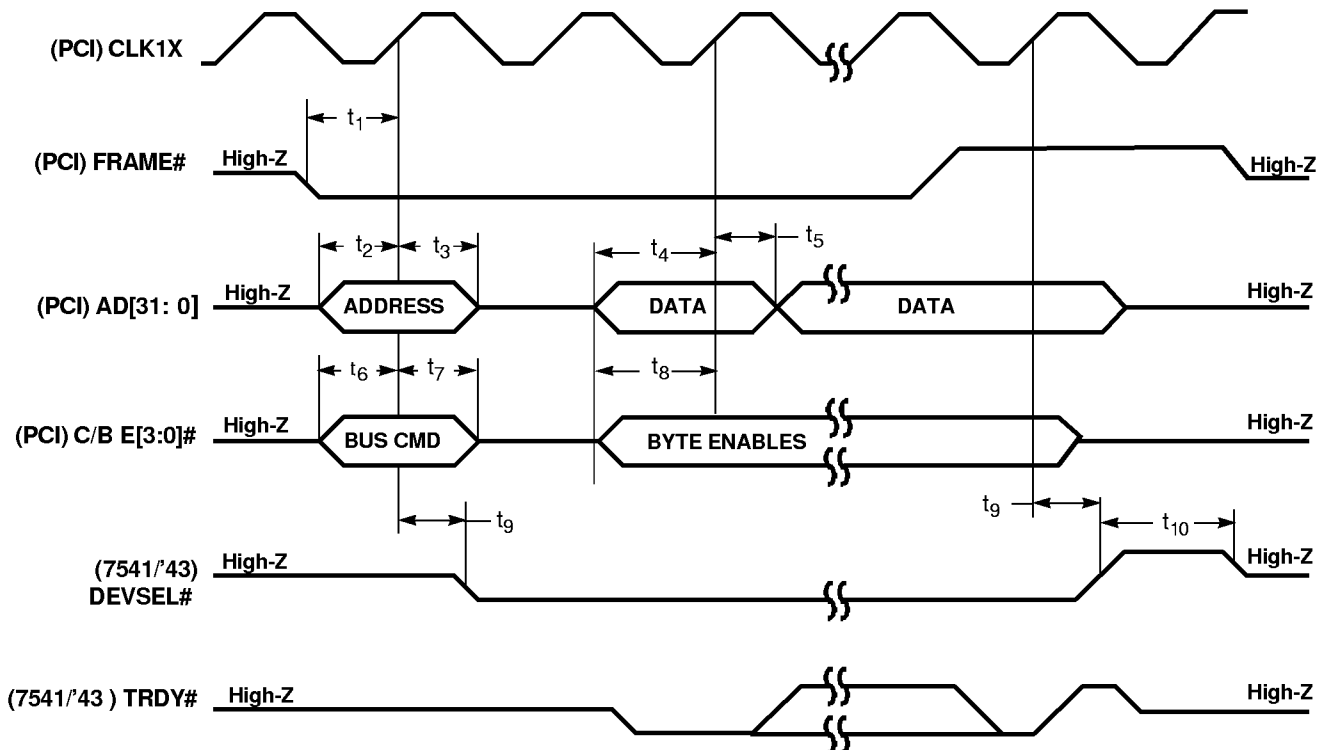 (PCI) CLK1X
t1
(PCI) FRAME#
High-Z
High-Z
t2
t3
t4
t5
(PCI) AD[31: 0]
High-Z
ADDRESS
DATA
DATA
High-Z
t6
t7
t8
(PCI) C/B E[3:0]#
High-Z
BUS CMD
BYTE ENABLES
High-Z
t9
t9
t10
(7541/'43)
DEVSEL#
High-Z
High-Z
(7541/'43 ) TRDY#
High-Z
High-Z